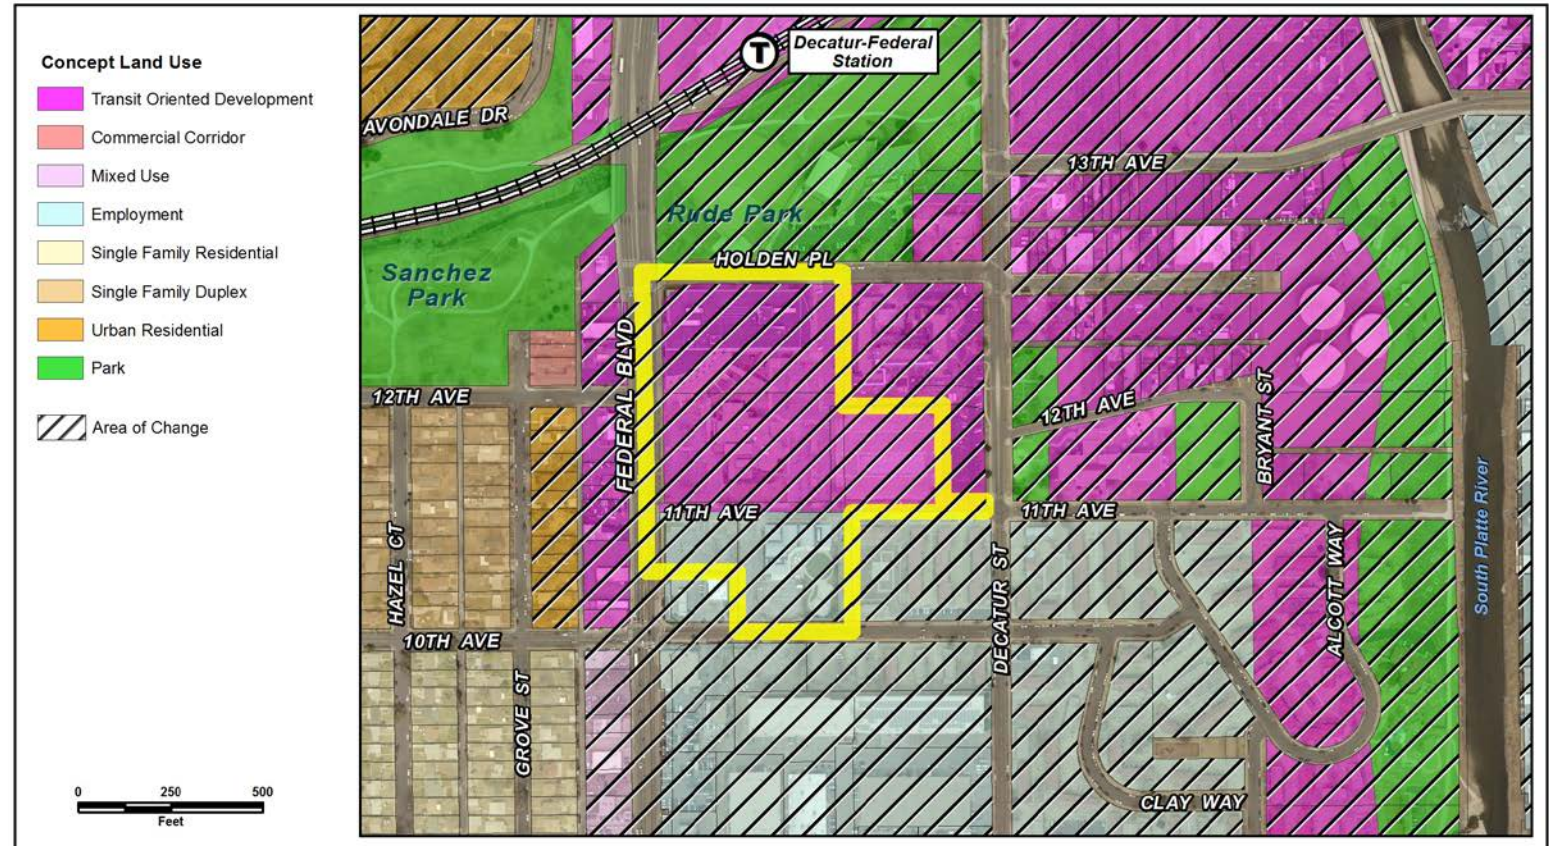 Concept Land Use
Transit Oriented Development
Commercial Corridor
Mixed Use
Employment
Single Family Residential
Single Family Duplex
Urban Residential
Park
Area of Change
0 250 500
Feet
T
Decatur-Federal
Station
AVONDALE DR
13TH AVE
Rude Park
HOLDEN PL
Sanchez
Park
FEDERAL BLVD
12TH AVE
12TH AVE
BRYANT ST
11TH AVE
11TH AVE
HAZEL CT
DECATUR ST
ALCOTT WAY
South Platte River
10TH AVE
GROVE ST
CLAY WAY